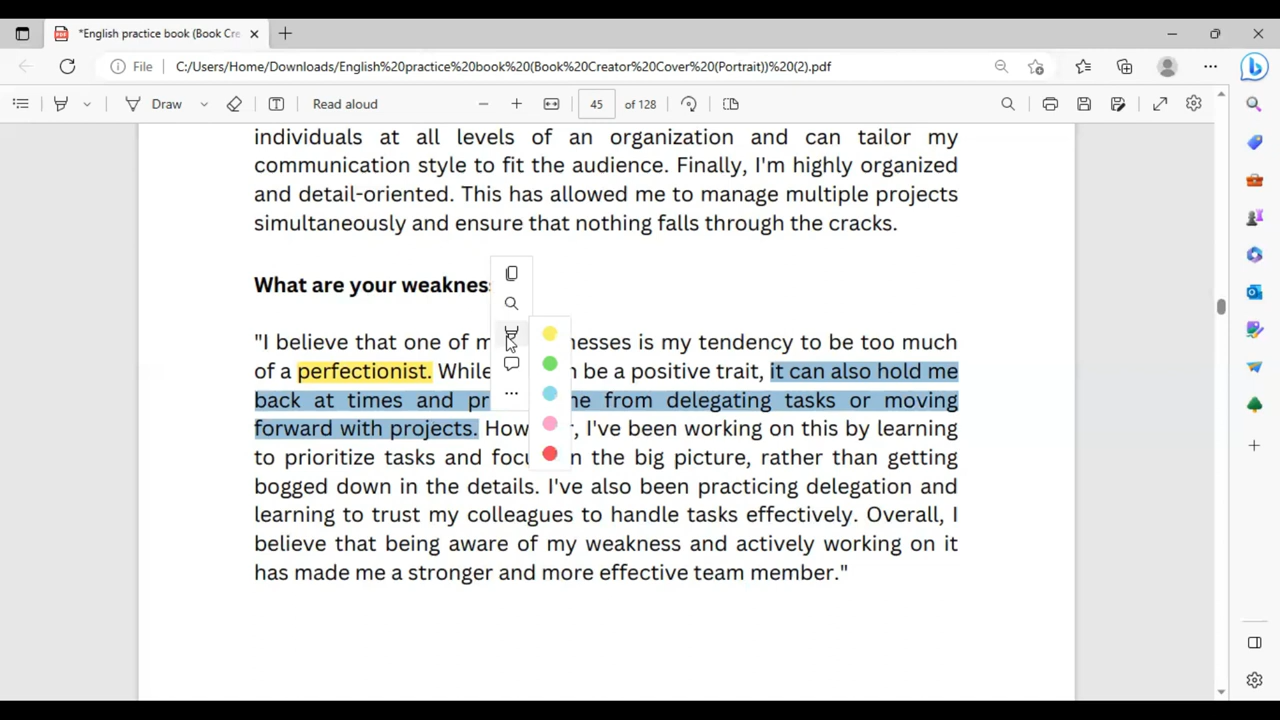 *English practice book (Book Cre
File
C:/Users/Home/Downloads/English%20practice%20book%20(Book%20Creator%20Cover%20(Portrait))%20(2).pdf
Draw
Read aloud
45
of 128
individuals at all levels of an organization and can tailor my
communication style to fit the audience. Finally, I'm highly organized
and detail-oriented. This has allowed me to manage multiple projects
simultaneously and ensure that nothing falls through the cracks.
What are your weaknes
"I believe that one of m nesses is my tendency to be too much
of a perfectionist. While n be a positive trait, it can also hold me
back at times and pr me from delegating tasks or moving
forward with projects. How r, I've been working on this by learning
to prioritize tasks and focu n the big picture, rather than getting
bogged down in the details. I've also been practicing delegation and
learning to trust my colleagues to handle tasks effectively. Overall, I
believe that being aware of my weakness and actively working on it
has made me a stronger and more effective team member."